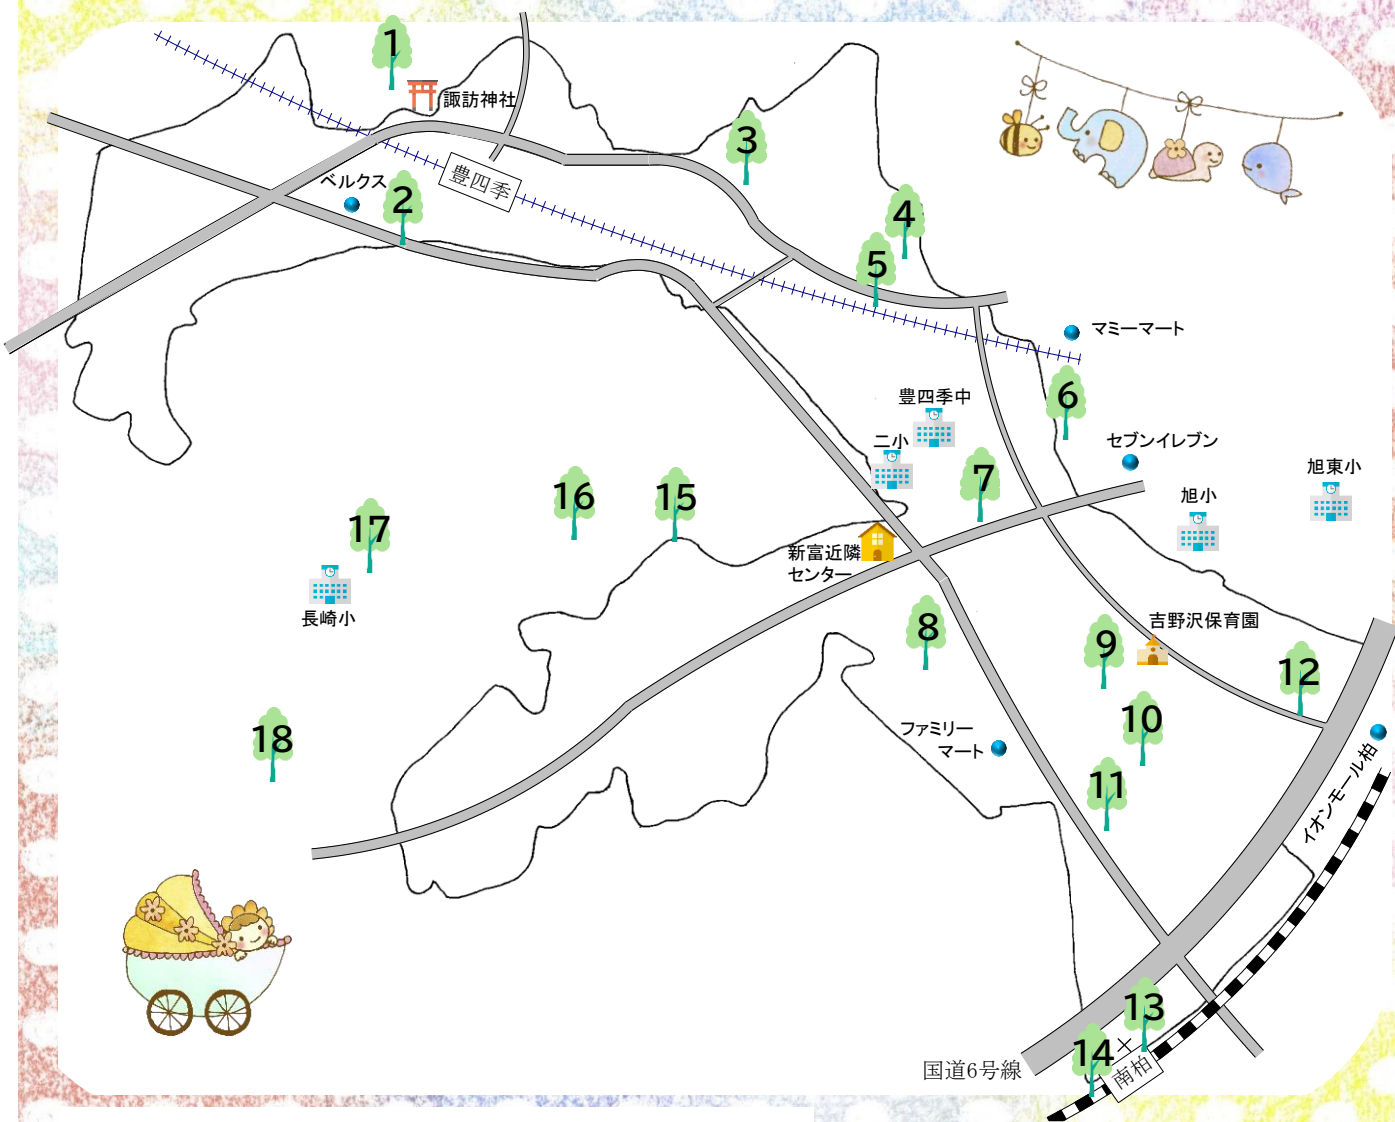 1
諏訪神社
3
豊四季
ベルクス
2
4
5
マミーマート
豊四季中
6
二小
セブンイレブン
7
旭東小
旭小
16
15
17
新富近隣
センター
長崎小
8
吉野沢保育園
9
12
10
18
ファミリー
マート
11
イオンモール柏
13
14
南柏
国道6号線